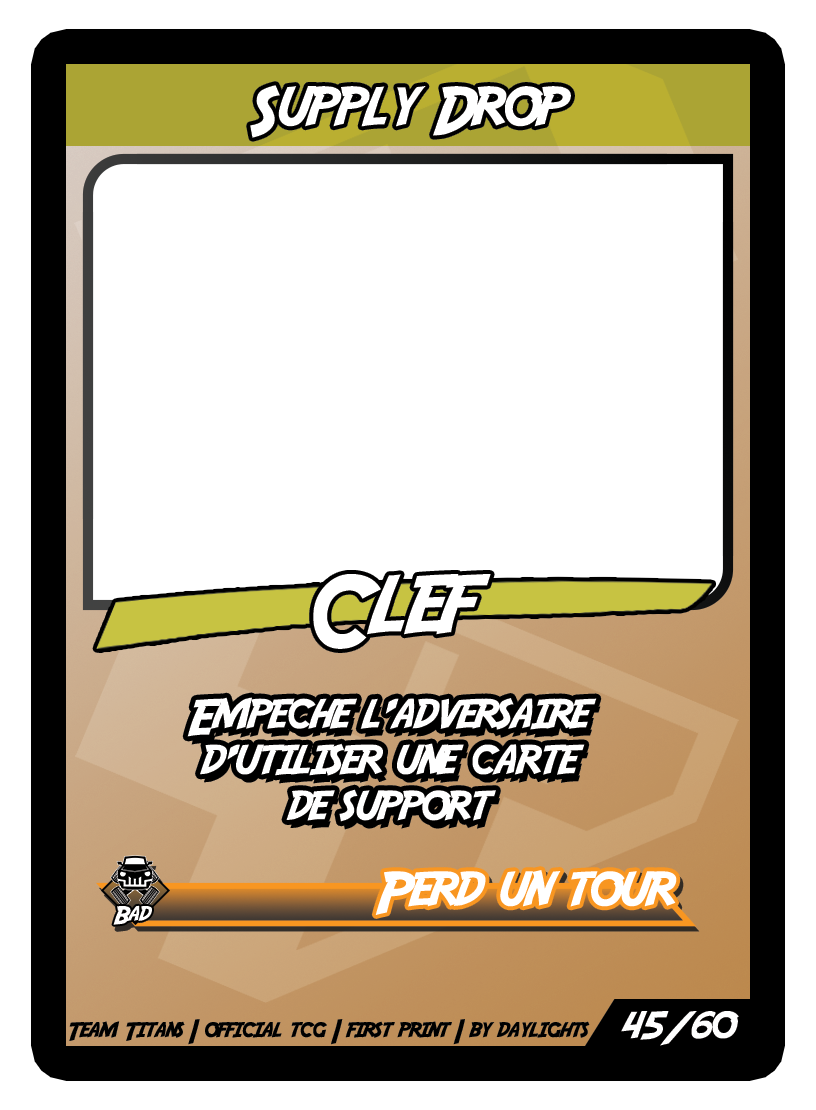 Supply Drop
Clef
Empeche l'adversaire
d'utiliser une carte
de support
Bad
Perd un tour
Team Titans | official tcg | first print | by daylights
45/60